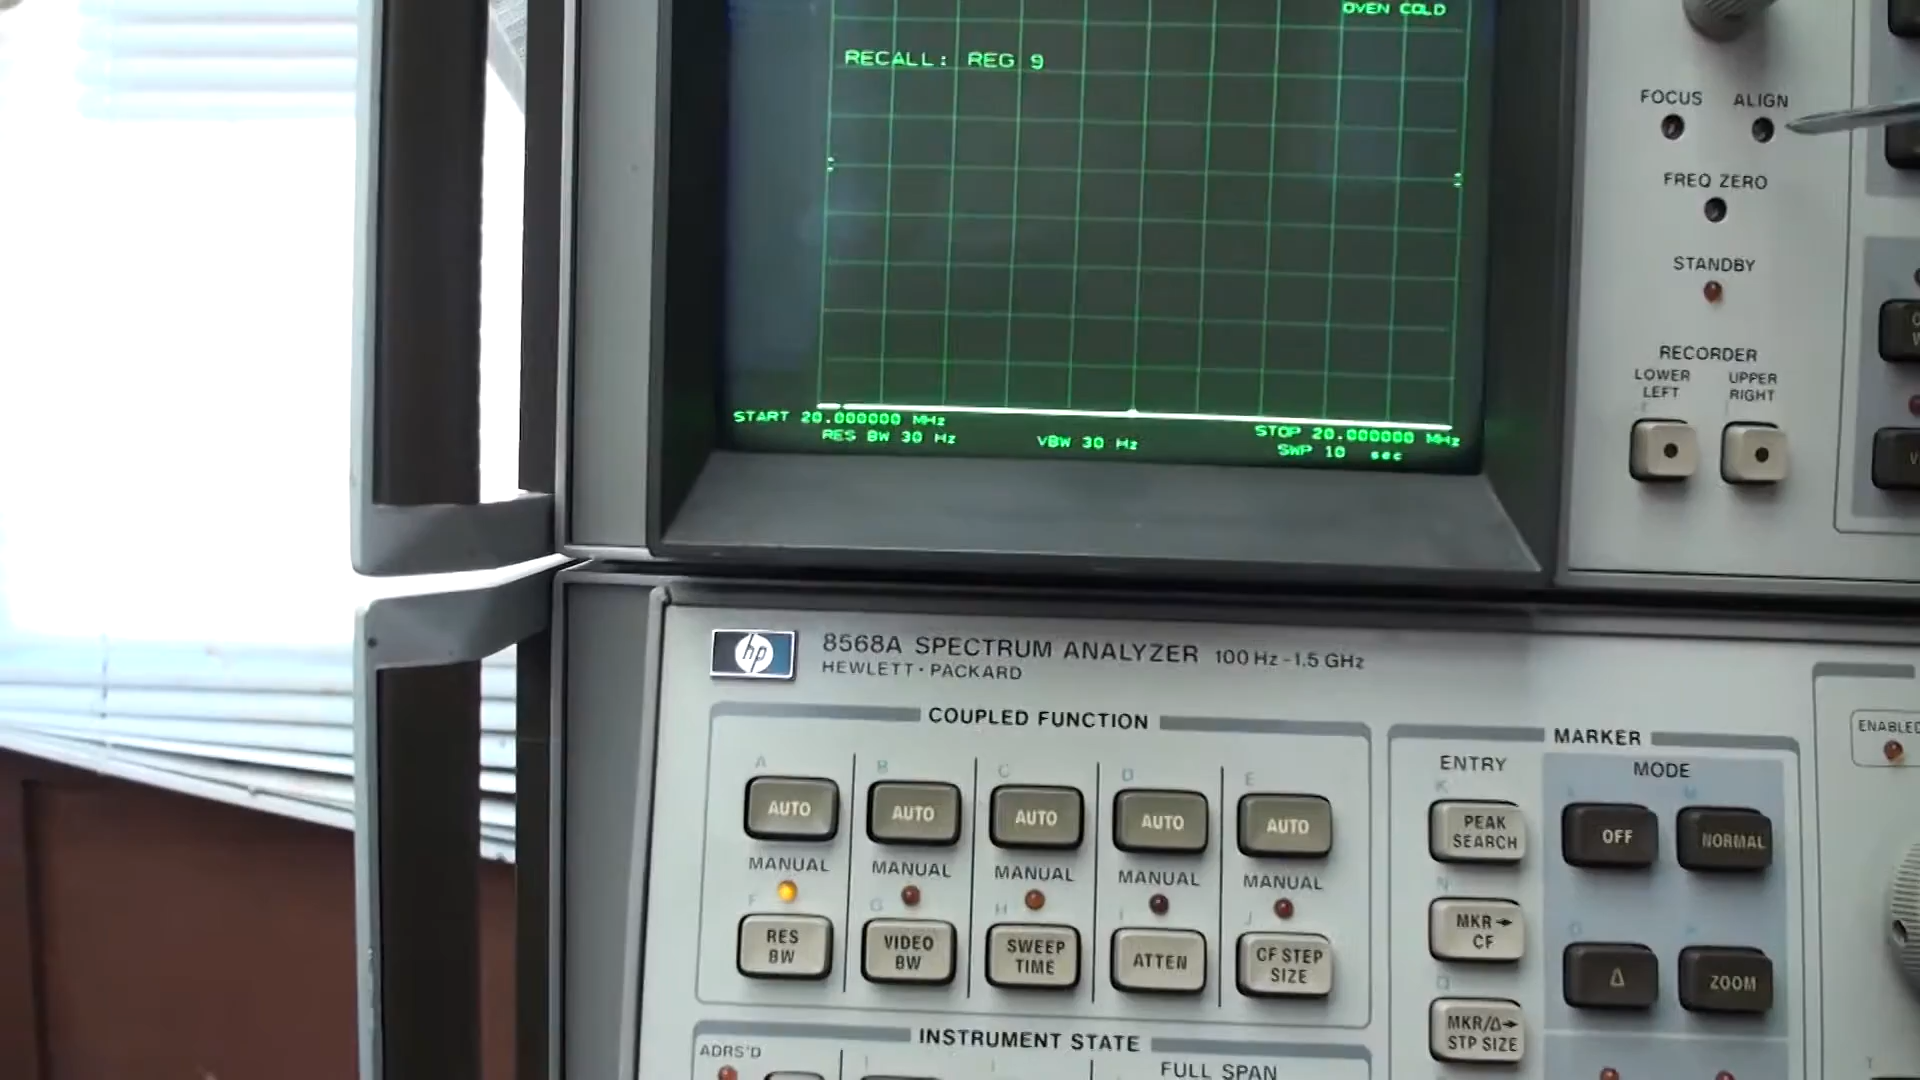 OVEN COLD
RECALL: REG 9
START 20.000000 MHz
STOP 20.000000 MHz
RES BW 30 Hz
VBW 30 Hz
SWP 10 sec
FOCUS
ALIGN
FREQ ZERO
STANDBY
RECORDER
LOWER
LEFT
UPPER
RIGHT
hp
8568A SPECTRUM ANALYZER 100 Hz-1.5 GHz
HEWLETT·PACKARD
COUPLED FUNCTION
A
B
C
D
E
AUTO
AUTO
AUTO
AUTO
AUTO
MANUAL
MANUAL
MANUAL
MANUAL
MANUAL
F
G
H
I
J
RES
BW
VIDEO
BW
SWEEP
TIME
ATTEN
CF STEP
SIZE
MARKER
ENTRY
MODE
K
PEAK
SEARCH
OFF
NORMAL
N
MKR→
CF
Δ
ZOOM
MKR/Δ→
STP SIZE
ENABLED
INSTRUMENT STATE
ADRS'D
FULL SPAN